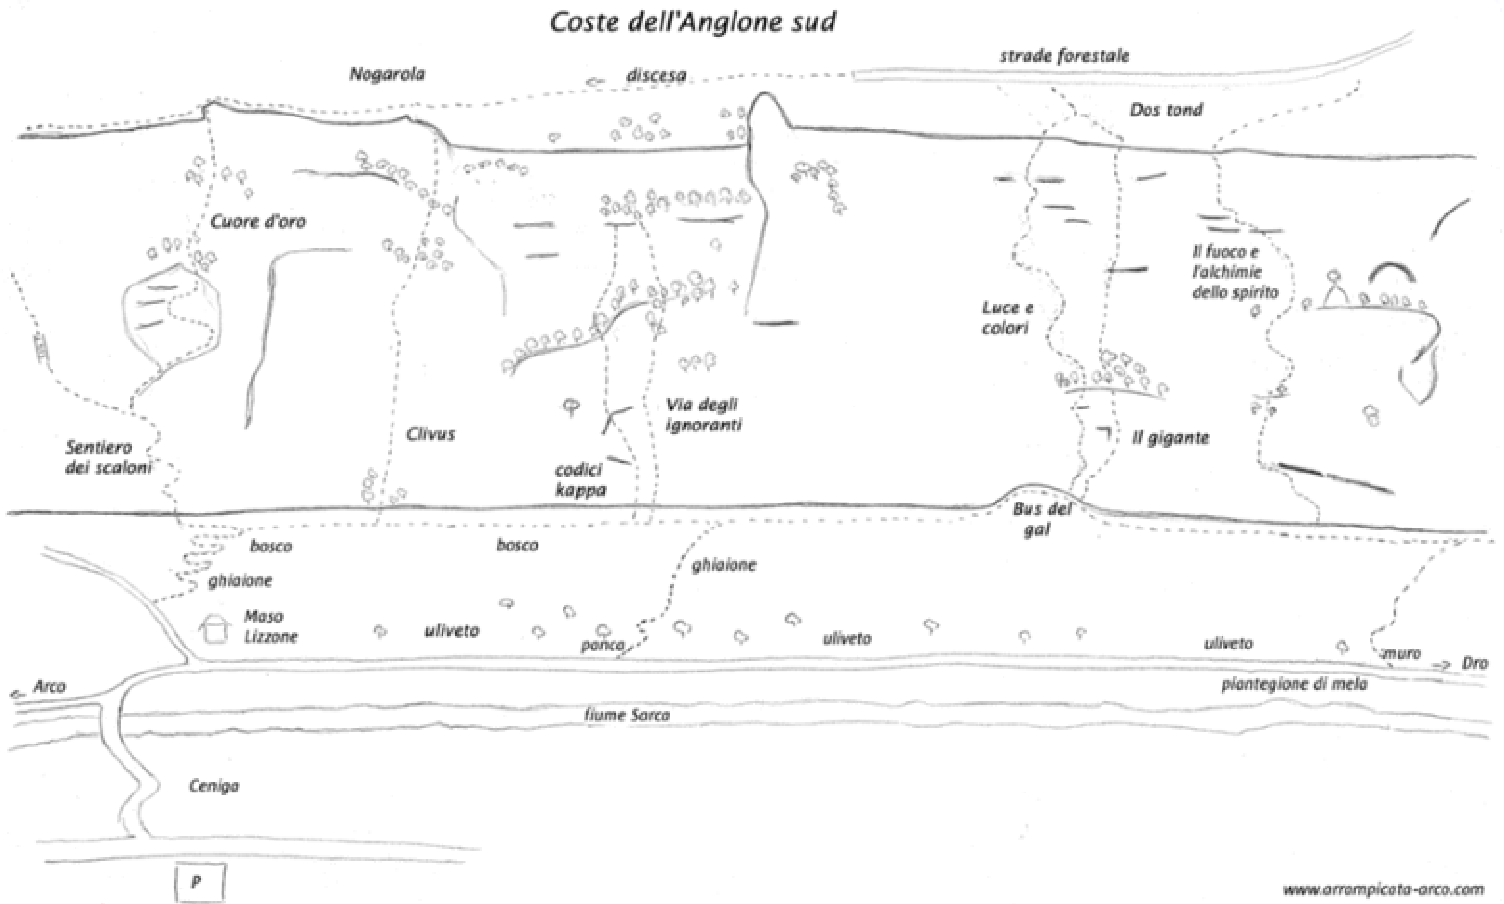 Coste dell'Anglone sud
strade forestale
Nogarola
discesa
Dos tond
Cuore d'oro
Il fuoco e
l'alchimie
dello spirito
Luce e
colori
Via degli
ignoranti
Clivus
Il gigante
Sentiero
dei scaloni
codici
kappa
Bus del
gal
bosco
bosco
ghiaione
ghiaione
Maso
Lizzone
uliveto
panca
uliveto
uliveto
muro
Dro
Arco
piantegione di mela
fiume Sarca
Ceniga
P
www.arrampicata-arco.com